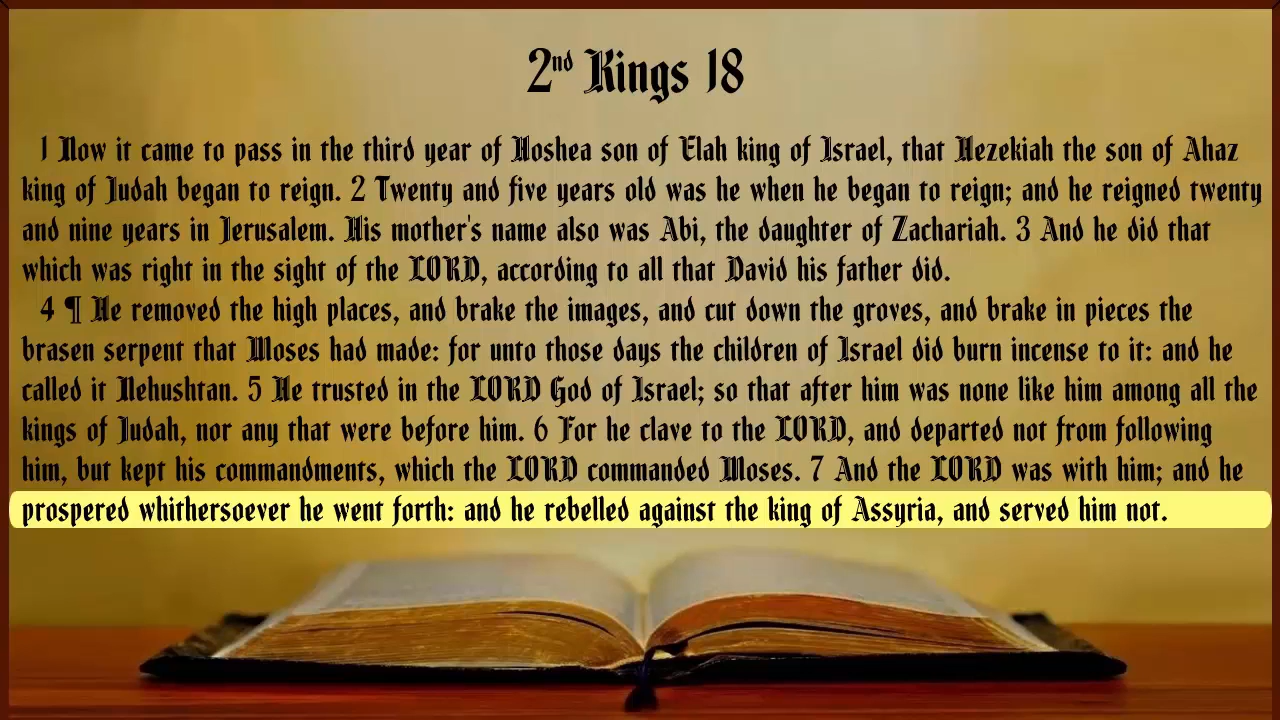 2nd Kings 18
1 Now it came to pass in the third year of Hoshea son of Elah king of Israel, that Hezekiah the son of Ahaz
king of Judah began to reign. 2 Twenty and five years old was he when he began to reign; and he reigned twenty
and nine years in Jerusalem. His mother's name also was Abi, the daughter of Zachariah. 3 And he did that
which was right in the sight of the LORD, according to all that David his father did.
4 ¶ He removed the high places, and brake the images, and cut down the groves, and brake in pieces the
brasen serpent that Moses had made: for unto those days the children of Israel did burn incense to it: and he
called it Nehushtan. 5 He trusted in the LORD God of Israel; so that after him was none like him among all the
kings of Judah, nor any that were before him. 6 For he clave to the LORD, and departed not from following
him, but kept his commandments, which the LORD commanded Moses. 7 And the LORD was with him; and he
prospered whithersoever he went forth: and he rebelled against the king of Assyria, and served him not.